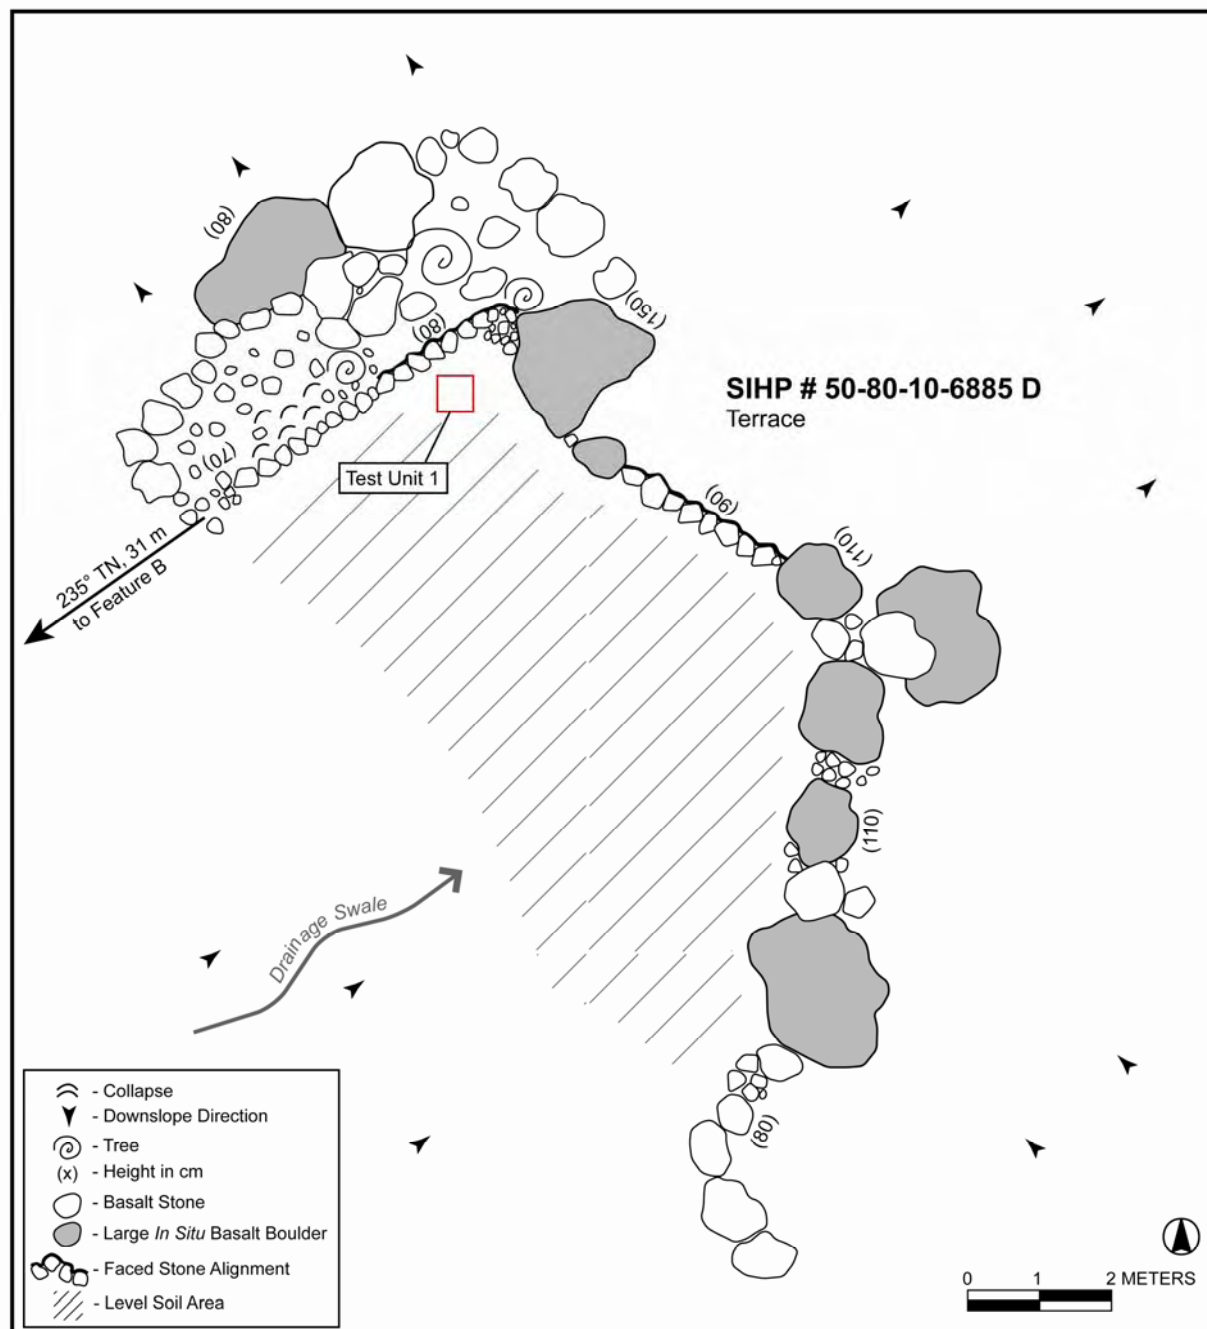 (80)
(150)
SIHP # 50-80-10-6885 D
Terrace
(80)
(70)
Test Unit 1
(90)
(110)
235° TN, 31 m
to Feature B
(110)
Drainage Swale
(80)
- Collapse
- Downslope Direction
- Tree
(x) - Height in cm
- Basalt Stone
- Large In Situ Basalt Boulder
- Faced Stone Alignment
- Level Soil Area
0 1 2 METERS